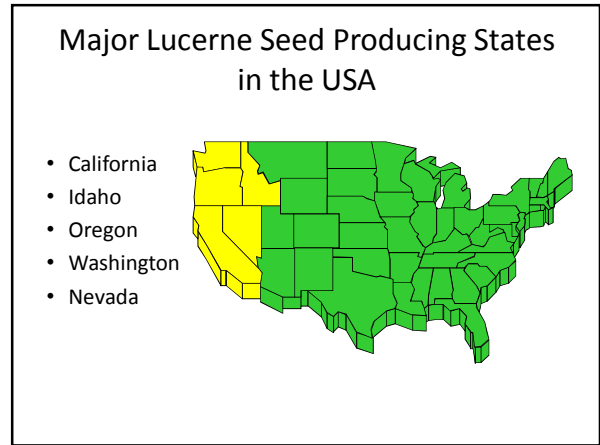 Major Lucerne Seed Producing States
in the USA
• California
• Idaho
• Oregon
• Washington
• Nevada